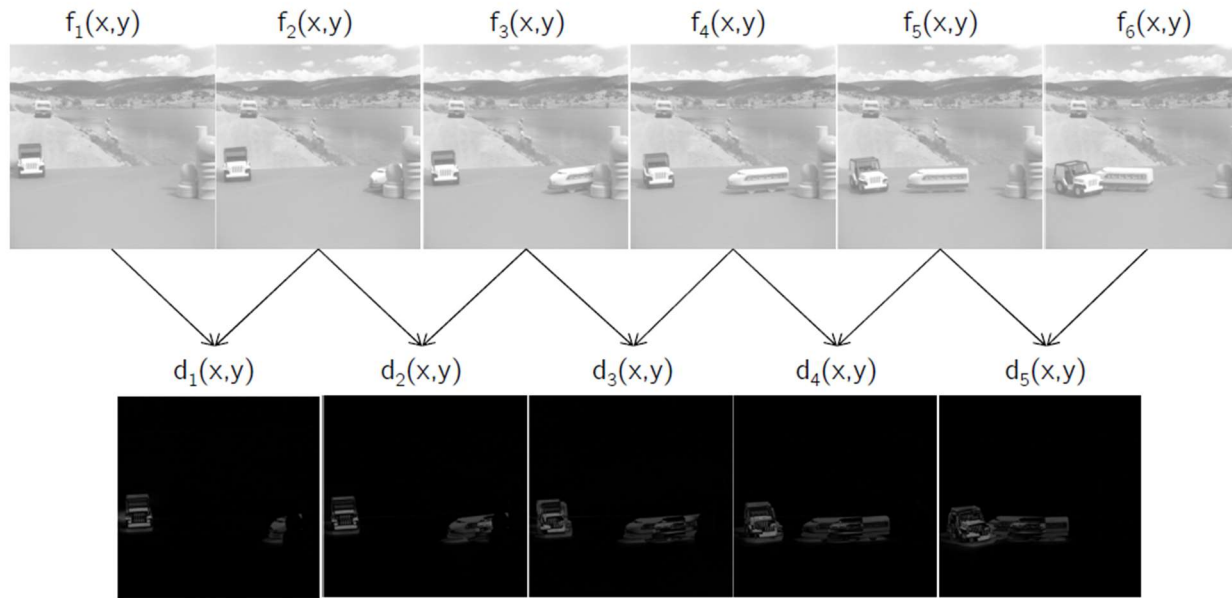 f₁(x,y) f₂(x,y) f₃(x,y) f₄(x,y) f₅(x,y) f₆(x,y)
d₁(x,y) d₂(x,y) d₃(x,y) d₄(x,y) d₅(x,y)